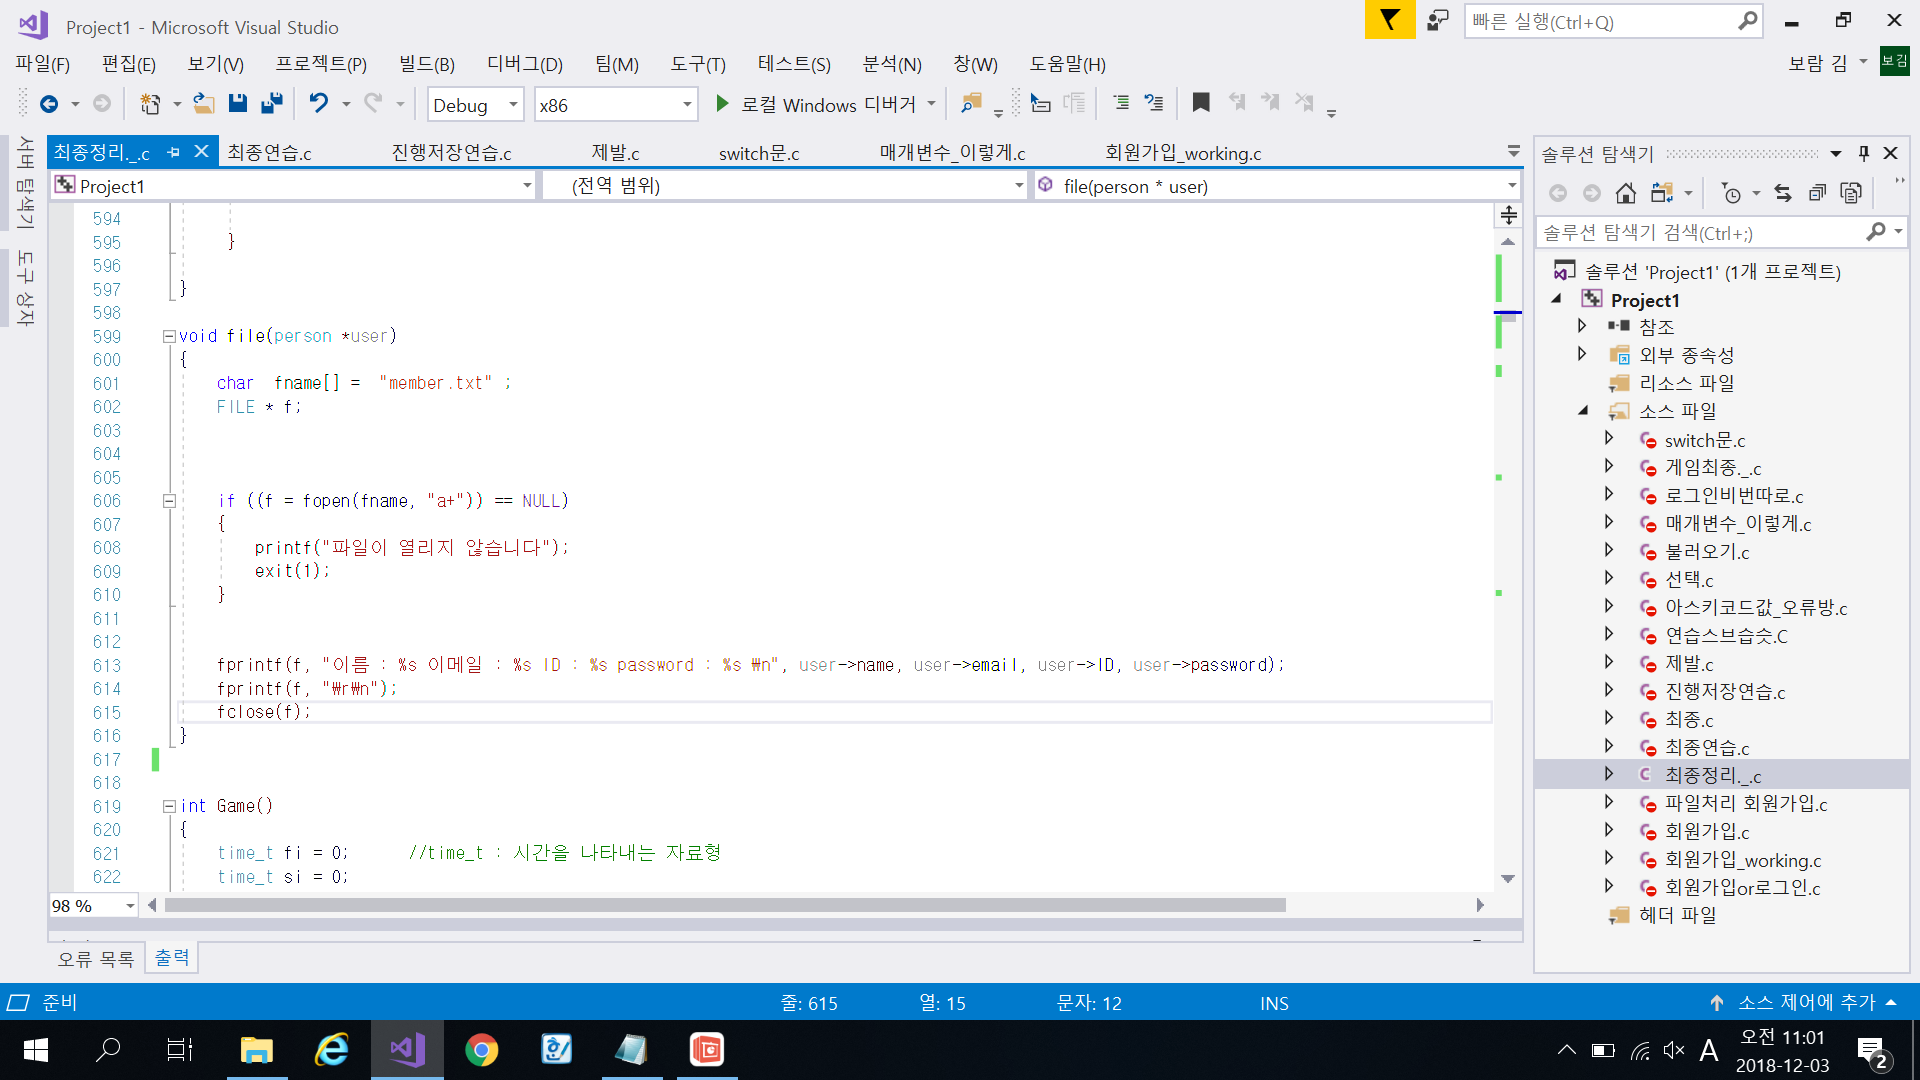 Project1 - Microsoft Visual Studio
빠른 실행(Ctrl+Q)
파일(F) 편집(E) 보기(V) 프로젝트(P) 빌드(B) 디버그(D) 팀(M) 도구(T) 테스트(S) 분석(N) 창(W) 도움말(H)
보람 김
보김
Debug x86 로컬 Windows 디버거
서버 탐색기
도구 상자
최종정리._.c 최종연습.c 진행저장연습.c 제발.c switch문.c 매개변수_이렇게.c 회원가입_working.c
Project1 (전역 범위) file(person * user)
594
595 }
596
597 }
598
599 void file(person *user)
600 {
601 char fname[] = "member.txt" ;
602 FILE * f;
603
604
605
606 if ((f = fopen(fname, "a+")) == NULL)
607 {
608 printf("파일이 열리지 않습니다");
609 exit(1);
610 }
611
612
613 fprintf(f, "이름 : %s 이메일 : %s ID : %s password : %s ₩n", user->name, user->email, user->ID, user->password);
614 fprintf(f, "₩r₩n");
615 fclose(f);
616 }
617
618
619 int Game()
620 {
621 time_t fi = 0; //time_t : 시간을 나타내는 자료형
622 time_t si = 0;
98 %
오류 목록 출력
솔루션 탐색기
솔루션 탐색기 검색(Ctrl+;)
솔루션 'Project1' (1개 프로젝트)
Project1
참조
외부 종속성
리소스 파일
소스 파일
switch문.c
게임최종._.c
로그인비번따로.c
매개변수_이렇게.c
불러오기.c
선택.c
아스키코드값_오류방.c
연습스브습숫.C
제발.c
진행저장연습.c
최종.c
최종연습.c
최종정리._.c
파일처리 회원가입.c
회원가입.c
회원가입_working.c
회원가입or로그인.c
헤더 파일
준비 줄: 615 열: 15 문자: 12 INS 소스 제어에 추가
A
오전 11:01
2018-12-03
2